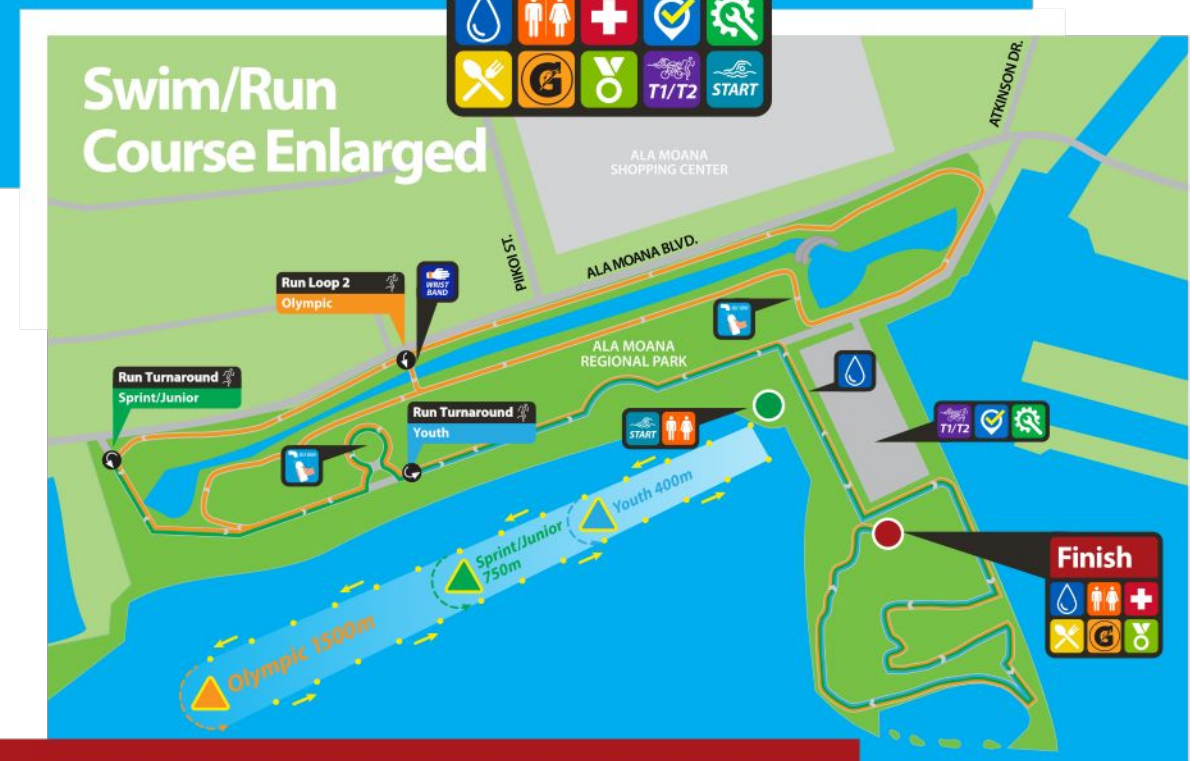 T1/T2
START
Swim/Run
Course Enlarged
G
ATKINSON DR.
ALA MOANA
SHOPPING CENTER
PIIKOI ST.
ALA MOANA BLVD.
Run Loop 2
Olympic
WRIST
BAND
ALA MOANA
REGIONAL PARK
Run Turnaround
Sprint/Junior
Run Turnaround
Youth
START
T1/T2
Youth 400m
Sprint/Junior
750m
Olympic 1500m
Finish
G